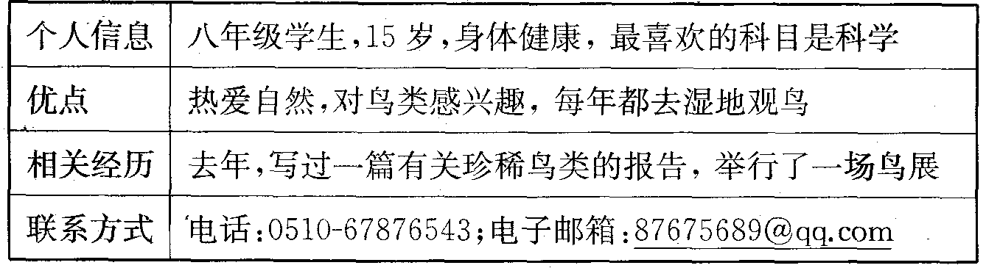 个人信息 八年级学生,15岁,身体健康,最喜欢的科目是科学
优点 热爱自然,对鸟类感兴趣,每年都去湿地观鸟
相关经历 去年,写过一篇有关珍稀鸟类的报告,举行了一场鸟展
联系方式 电话:0510-67876543;电子邮箱:87675689@qq.com